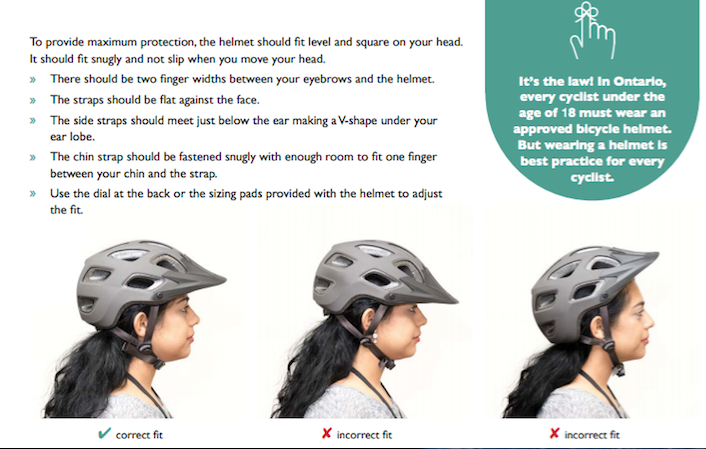 To provide maximum protection, the helmet should fit level and square on your head.
It should fit snugly and not slip when you move your head.
» There should be two finger widths between your eyebrows and the helmet.
» The straps should be flat against the face.
» The side straps should meet just below the ear making a V-shape under your
ear lobe.
» The chin strap should be fastened snugly with enough room to fit one finger
between your chin and the strap.
» Use the dial at the back or the sizing pads provided with the helmet to adjust
the fit.
It's the law! In Ontario,
every cyclist under the
age of 18 must wear an
approved bicycle helmet.
But wearing a helmet is
best practice for every
cyclist.
✔ correct fit
✘ incorrect fit
✘ incorrect fit